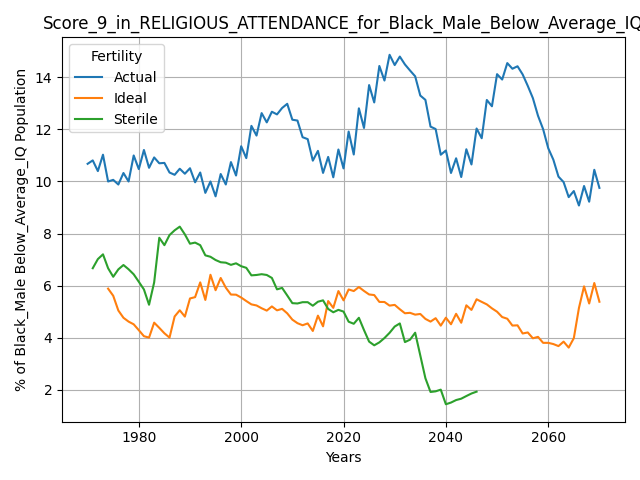 Score_9_in_RELIGIOUS_ATTENDANCE_for_Black_Male_Below_Average_IQ
Fertility
Actual
Ideal
Sterile
% of Black_Male Below_Average_IQ Population
14
12
10
8
6
4
2
1980
2000
2020
2040
2060
Years